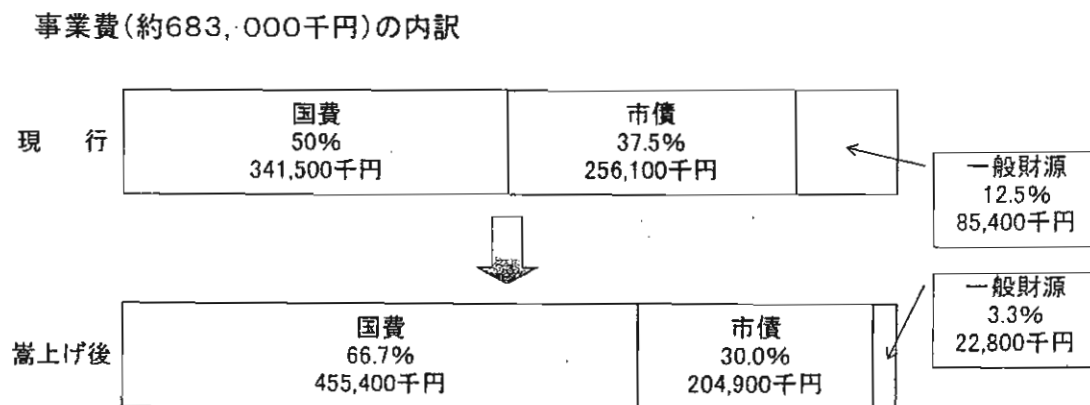 事業費(約683,000千円)の内訳
現 行
国費
50%
341,500千円
市債
37.5%
256,100千円
一般財源
12.5%
85,400千円
嵩上げ後
国費
66.7%
455,400千円
市債
30.0%
204,900千円
一般財源
3.3%
22,800千円